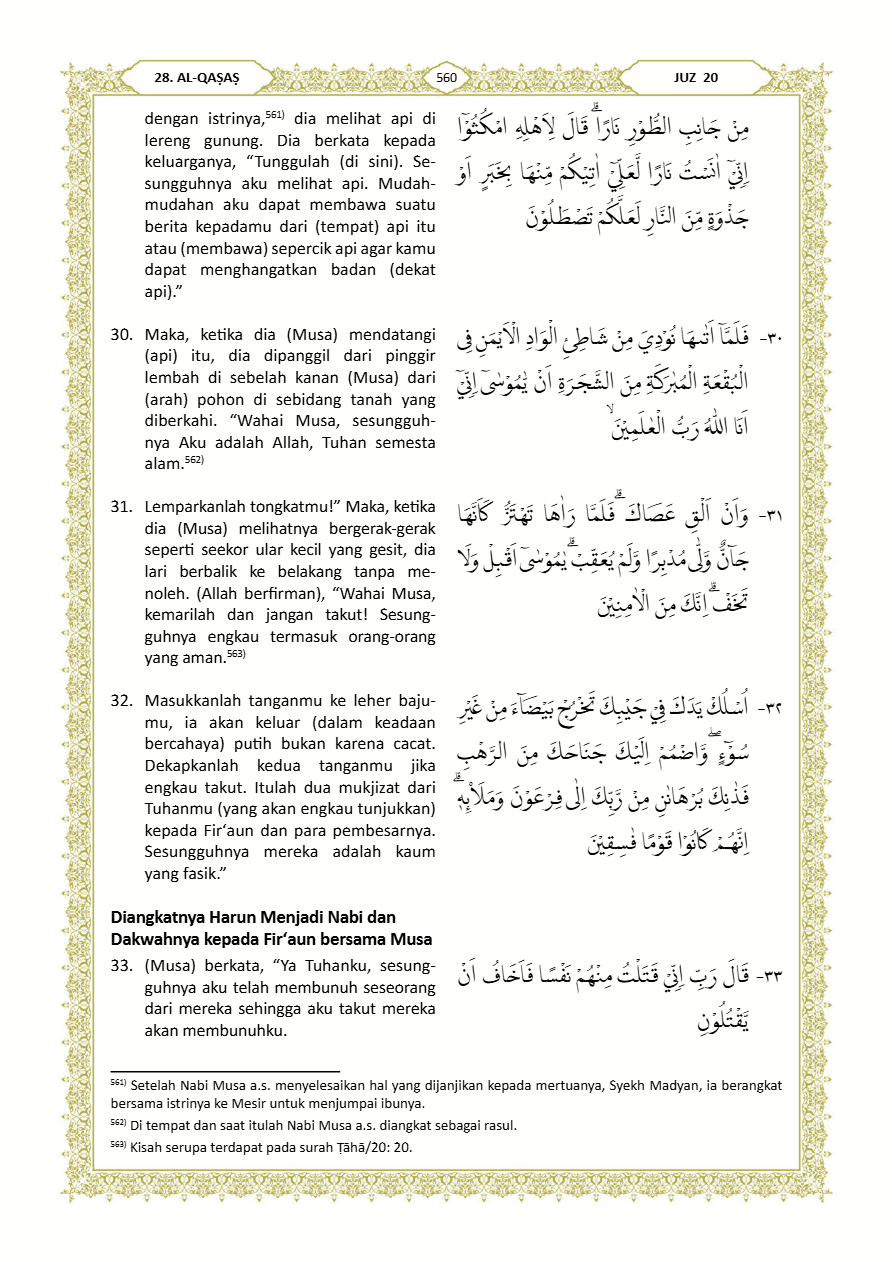 28. AL-QAṢAṢ
560
JUZ 20
dengan istrinya,561) dia melihat api di
lereng gunung. Dia berkata kepada
keluarganya, “Tunggulah (di sini). Se-
sungguhnya aku melihat api. Mudah-
mudahan aku dapat membawa suatu
berita kepadamu dari (tempat) api itu
atau (membawa) sepercik api agar kamu
dapat menghangatkan badan (dekat
api).”
مِنْ جَانِبِ الطُّوْرِ نَارًاۗ قَالَ لِاَهْلِهِ امْكُثُوْٓا
اِنِّيْٓ اٰنَسْتُ نَارًا لَّعَلِّيْٓ اٰتِيْكُمْ مِّنْهَا بِخَبَرٍ اَوْ
جَذْوَةٍ مِّنَ النَّارِ لَعَلَّكُمْ تَصْطَلُوْنَ
30. Maka, ketika dia (Musa) mendatangi
(api) itu, dia dipanggil dari pinggir
lembah di sebelah kanan (Musa) dari
(arah) pohon di sebidang tanah yang
diberkahi. “Wahai Musa, sesungguh-
nya Aku adalah Allah, Tuhan semesta
alam.562)
٣٠- فَلَمَّآ اَتٰىهَا نُوْدِيَ مِنْ شَاطِئِ الْوَادِ الْاَيْمَنِ فِى
الْبُقْعَةِ الْمُبٰرَكَةِ مِنَ الشَّجَرَةِ اَنْ يّٰمُوْسٰىٓ اِنِّيْٓ
اَنَا اللّٰهُ رَبُّ الْعٰلَمِيْنَۙ
31. Lemparkanlah tongkatmu!” Maka, ketika
dia (Musa) melihatnya bergerak-gerak
seperti seekor ular kecil yang gesit, dia
lari berbalik ke belakang tanpa me-
noleh. (Allah berfirman), “Wahai Musa,
kemarilah dan jangan takut! Sesung-
guhnya engkau termasuk orang-orang
yang aman.563)
٣١- وَاَنْ اَلْقِ عَصَاكَۗ فَلَمَّا رَاٰهَا تَهْتَزُّ كَاَنَّهَا
جَاۤنٌّ وَّلّٰى مُدْبِرًا وَّلَمْ يُعَقِّبْۗ يٰمُوْسٰىٓ اَقْبِلْ وَلَا
تَخَفْۗ اِنَّكَ مِنَ الْاٰمِنِيْنَ
32. Masukkanlah tanganmu ke leher baju-
mu, ia akan keluar (dalam keadaan
bercahaya) putih bukan karena cacat.
Dekapkanlah kedua tanganmu jika
engkau takut. Itulah dua mukjizat dari
Tuhanmu (yang akan engkau tunjukkan)
kepada Fir‘aun dan para pembesarnya.
Sesungguhnya mereka adalah kaum
yang fasik.”
٣٢- اُسْلُكْ يَدَكَ فِيْ جَيْبِكَ تَخْرُجْ بَيْضَاۤءَ مِنْ غَيْرِ
سُوْۤءٍۖ وَّاضْمُمْ اِلَيْكَ جَنَاحَكَ مِنَ الرَّهْبِ
فَذٰنِكَ بُرْهَانٰنِ مِنْ رَّبِّكَ اِلٰى فِرْعَوْنَ وَمَلَا۟ىِٕهٖۗ
اِنَّهُمْ كَانُوْا قَوْمًا فٰسِقِيْنَ
Diangkatnya Harun Menjadi Nabi dan
Dakwahnya kepada Fir‘aun bersama Musa
33. (Musa) berkata, “Ya Tuhanku, sesung-
guhnya aku telah membunuh seseorang
dari mereka sehingga aku takut mereka
akan membunuhku.
٣٣- قَالَ رَبِّ اِنِّيْ قَتَلْتُ مِنْهُمْ نَفْسًا فَاَخَافُ اَنْ
يَّقْتُلُوْنِ
561) Setelah Nabi Musa a.s. menyelesaikan hal yang dijanjikan kepada mertuanya, Syekh Madyan, ia berangkat
bersama istrinya ke Mesir untuk menjumpai ibunya.
562) Di tempat dan saat itulah Nabi Musa a.s. diangkat sebagai rasul.
563) Kisah serupa terdapat pada surah Ṭāhā/20: 20.